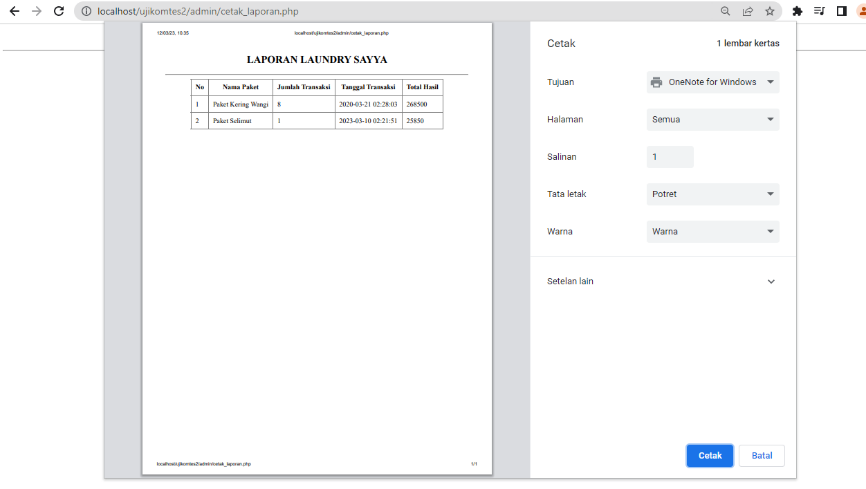 localhost/ujikomtes2/admin/cetak_laporan.php
12/03/23, 10.35 localhost/ujikomtes2/admin/cetak_laporan.php
LAPORAN LAUNDRY SAYYA
No Nama Paket Jumlah Transaksi Tanggal Transaksi Total Hasil
1 Paket Kering Wangi 8 2020-03-21 02:28:03 268500
2 Paket Selimut 1 2023-03-10 02:21:51 25850
localhost/ujikomtes2/admin/cetak_laporan.php 1/1
Cetak 1 lembar kertas
Tujuan OneNote for Windows
Halaman Semua
Salinan 1
Tata letak Potret
Warna Warna
Setelan lain
Cetak Batal